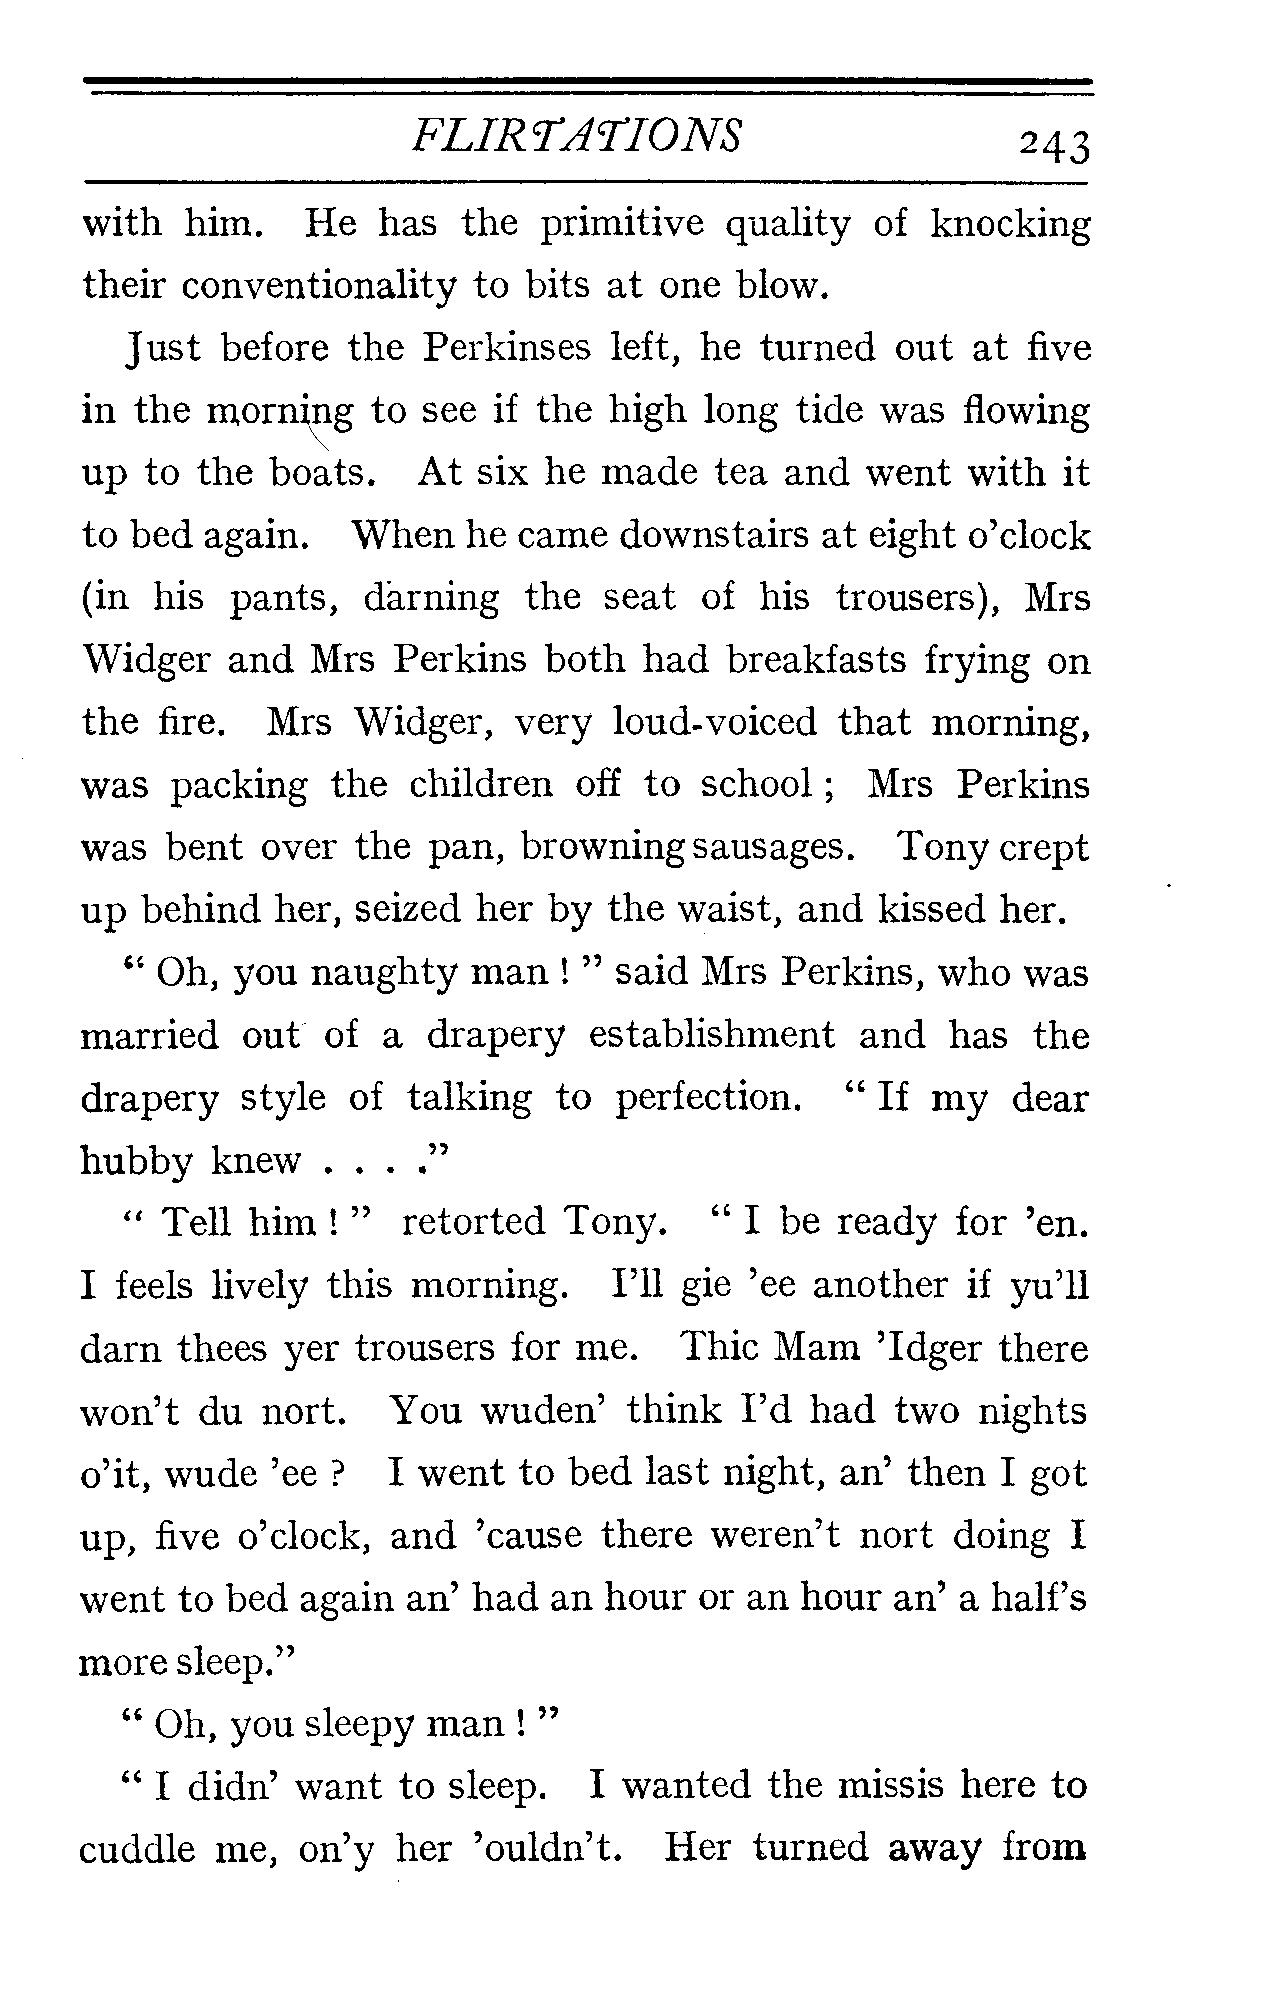 FLIRTATIONS 243
with him. He has the primitive quality of knocking
their conventionality to bits at one blow.
Just before the Perkinses left, he turned out at five
in the morning to see if the high long tide was flowing
up to the boats. At six he made tea and went with it
to bed again. When he came downstairs at eight o'clock
(in his pants, darning the seat of his trousers), Mrs
Widger and Mrs Perkins both had breakfasts frying on
the fire. Mrs Widger, very loud-voiced that morning,
was packing the children off to school ; Mrs Perkins
was bent over the pan, browning sausages. Tony crept
up behind her, seized her by the waist, and kissed her.
“ Oh, you naughty man ! ” said Mrs Perkins, who was
married out of a drapery establishment and has the
drapery style of talking to perfection. “ If my dear
hubby knew . . . .”
“ Tell him ! ” retorted Tony. “ I be ready for 'en.
I feels lively this morning. I'll gie 'ee another if yu'll
darn thees yer trousers for me. Thic Mam 'Idger there
won't du nort. You wuden' think I'd had two nights
o'it, wude 'ee ? I went to bed last night, an' then I got
up, five o'clock, and 'cause there weren't nort doing I
went to bed again an' had an hour or an hour an' a half's
more sleep.”
“ Oh, you sleepy man ! ”
“ I didn' want to sleep. I wanted the missis here to
cuddle me, on'y her 'ouldn't. Her turned away from